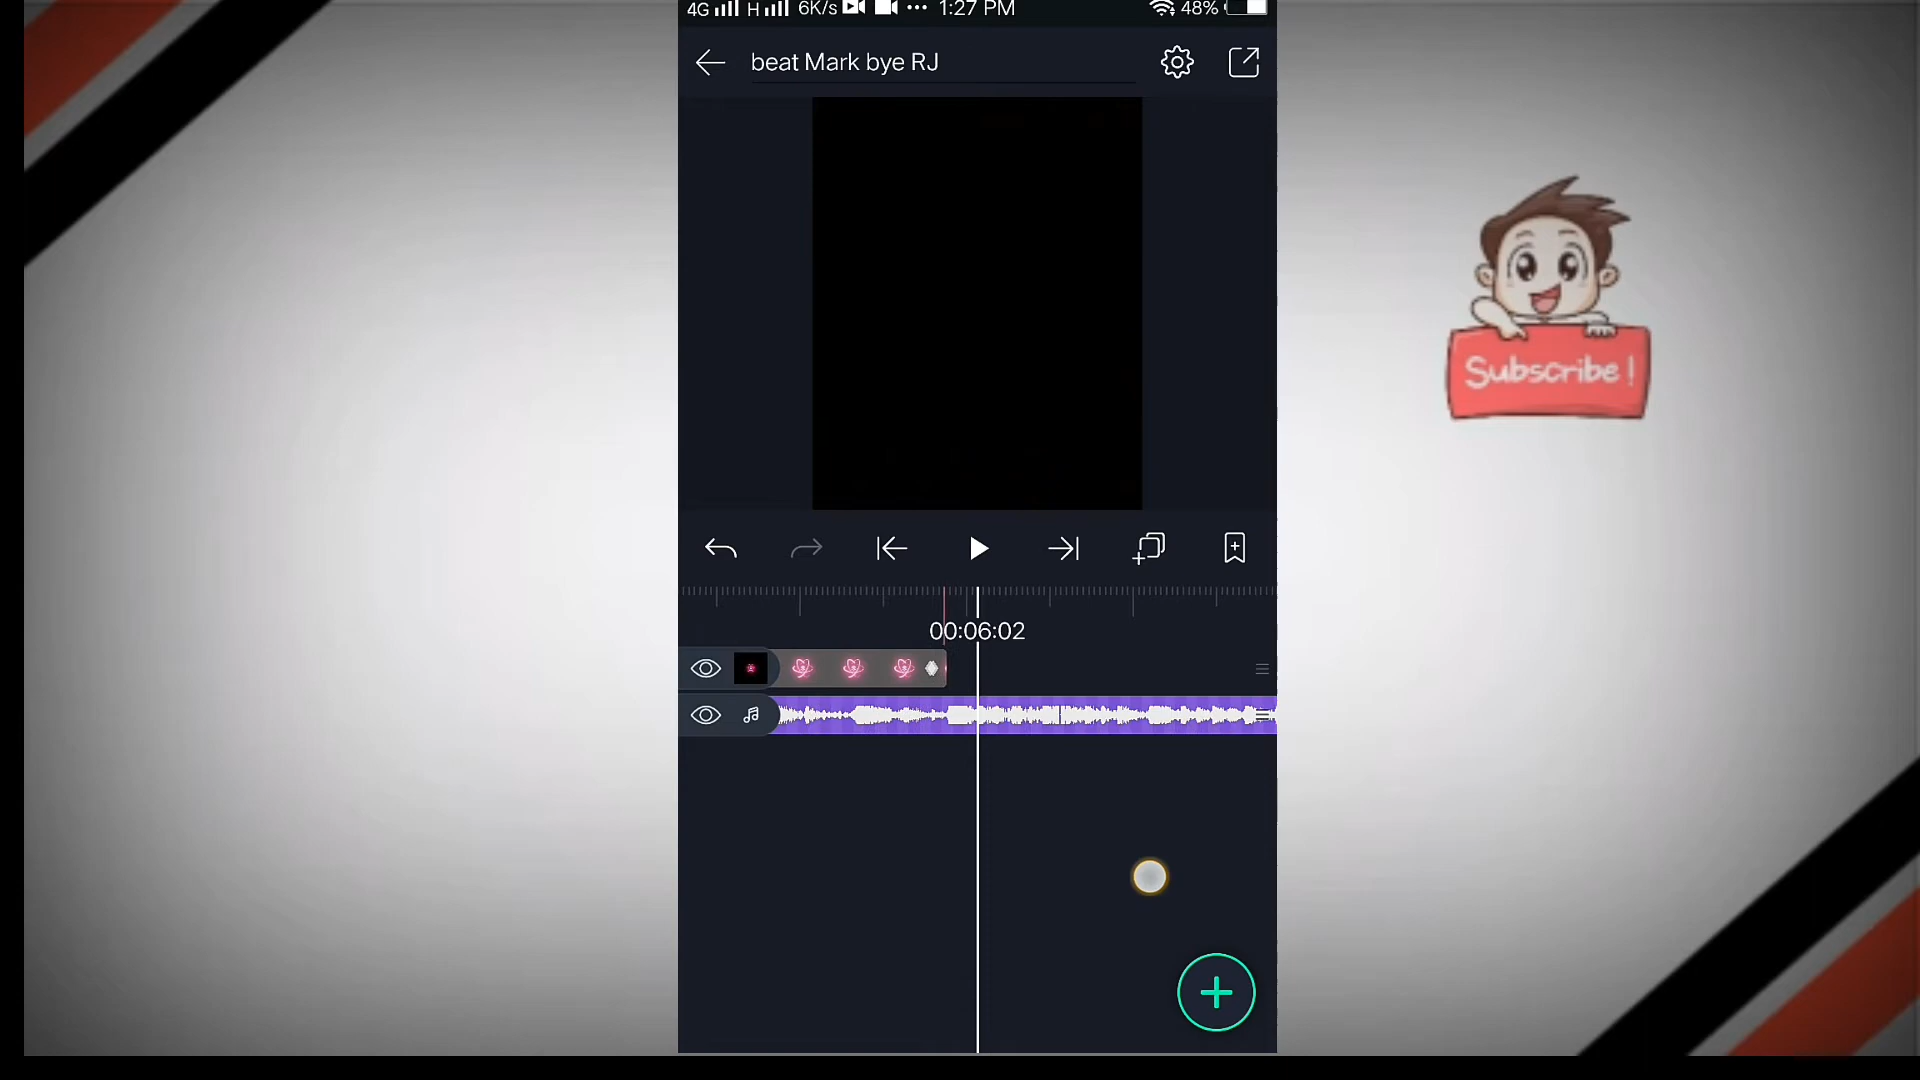 4G H 6K/s ••• 1:27 PM 48%
beat Mark bye RJ
Subscribe !
00:06:02